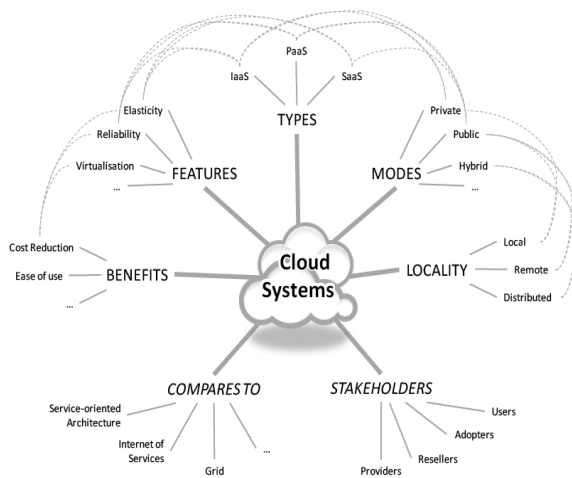 PaaS
IaaS
SaaS
TYPES
Elasticity
Reliability
Virtualisation
...
FEATURES
Private
Public
Hybrid
...
MODES
Cost Reduction
Ease of use
...
BENEFITS
Cloud
Systems
LOCALITY
Local
Remote
Distributed
COMPARES TO
Service-oriented
Architecture
Internet of
Services
Grid
...
STAKEHOLDERS
Users
Adopters
Resellers
Providers